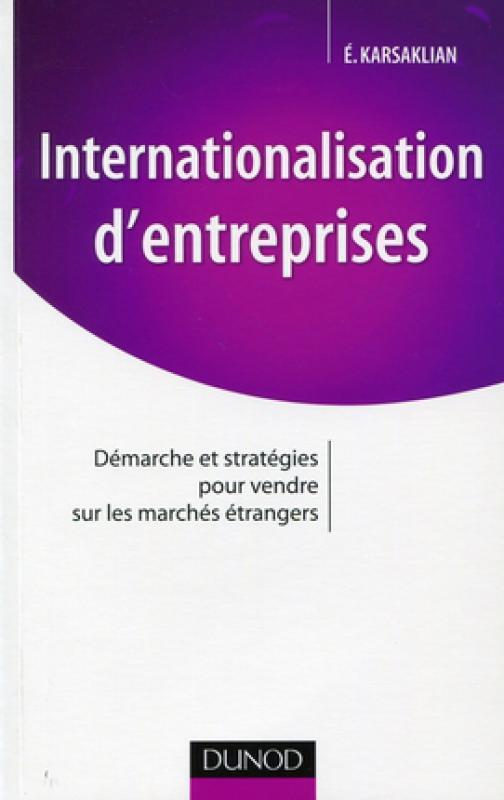 É. KARSAKLIAN
Internationalisation
d'entreprises
Démarche et stratégies
pour vendre
sur les marchés étrangers
DUNOD